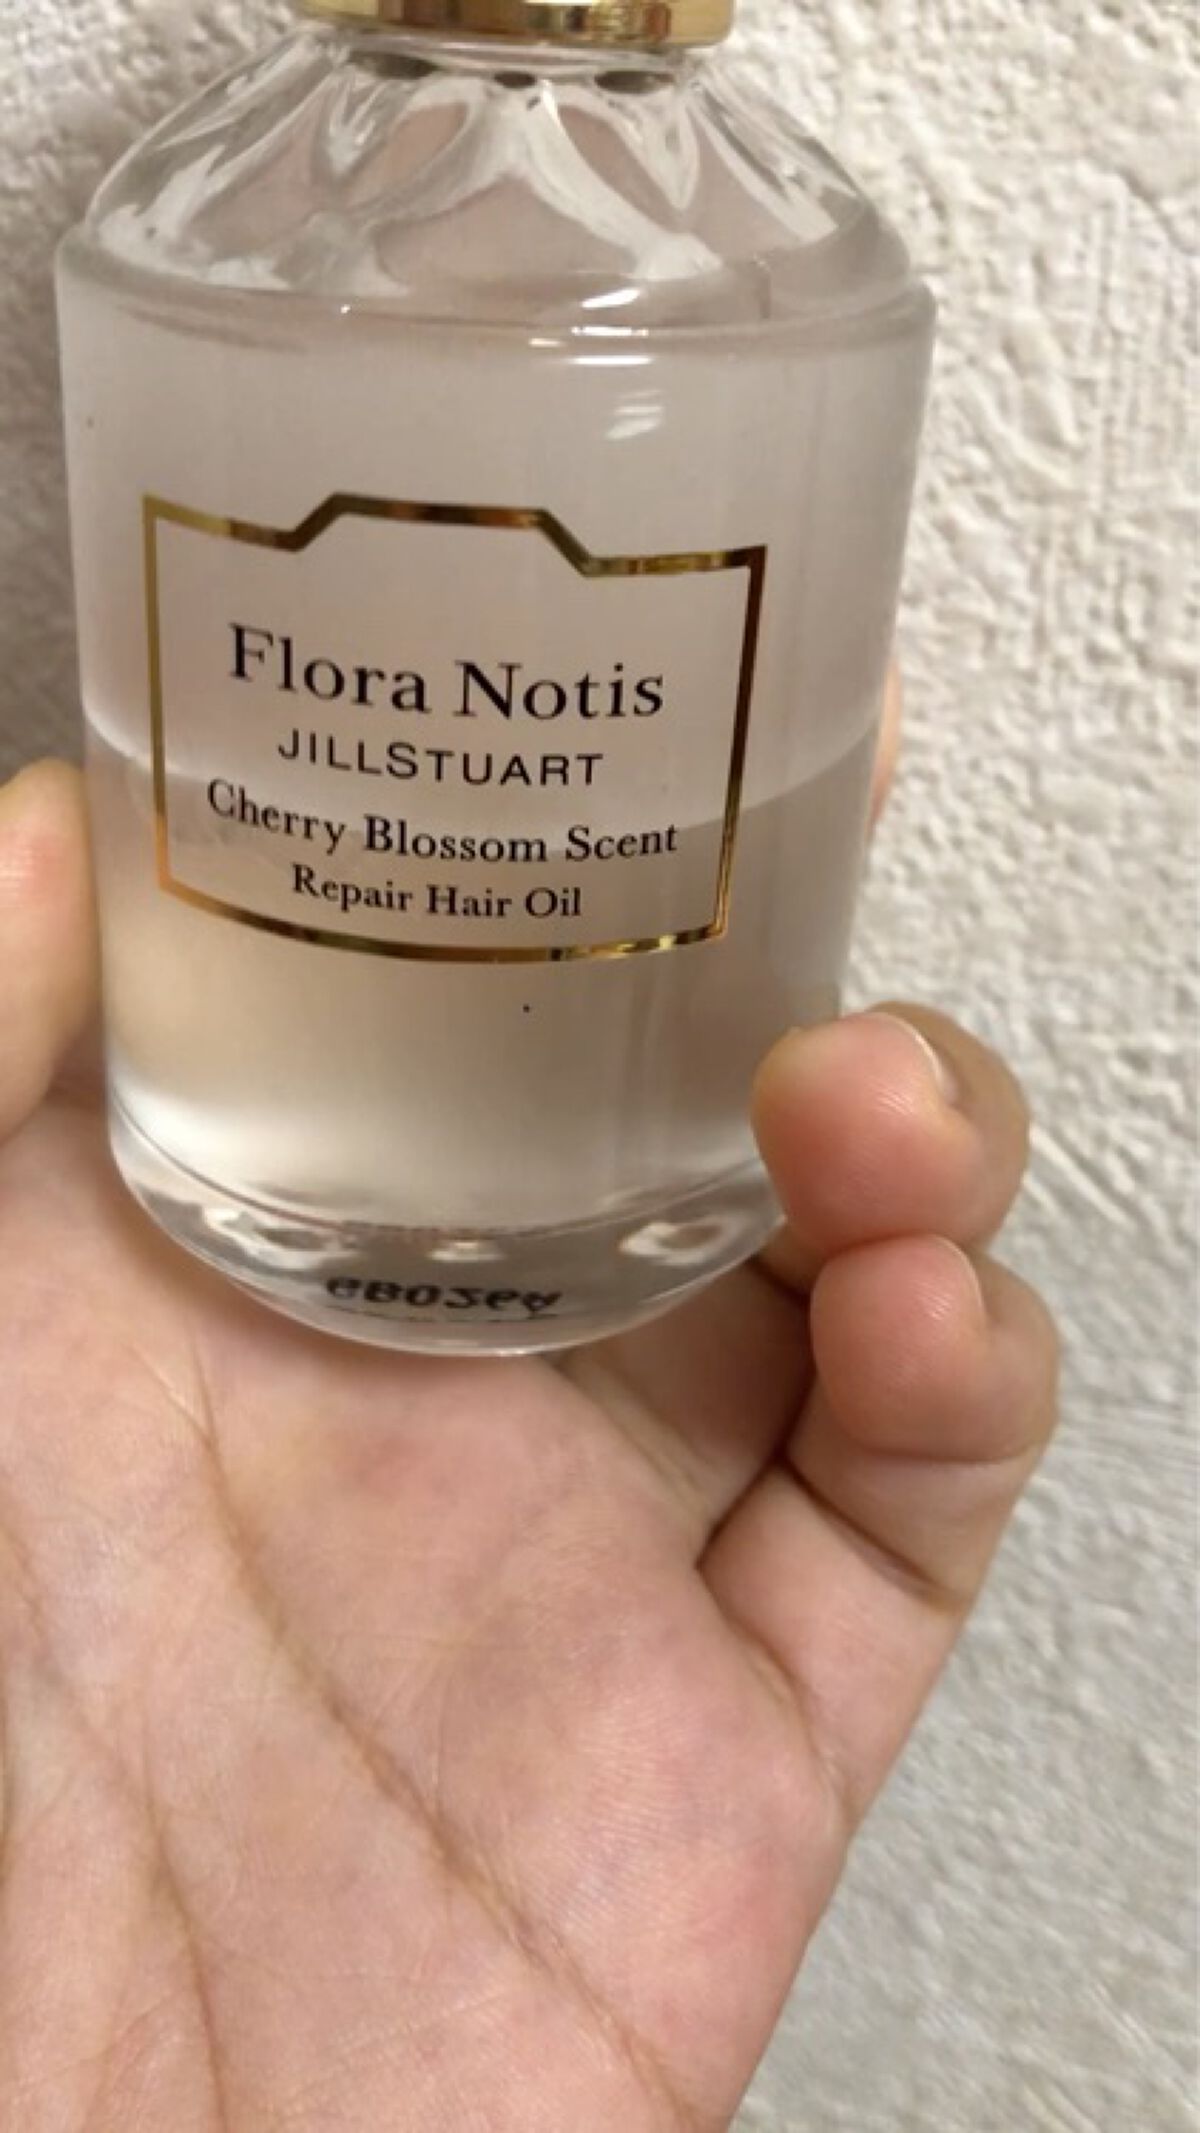 Flora Notis
JILLSTUART
Cherry Blossom Scent
Repair Hair Oil